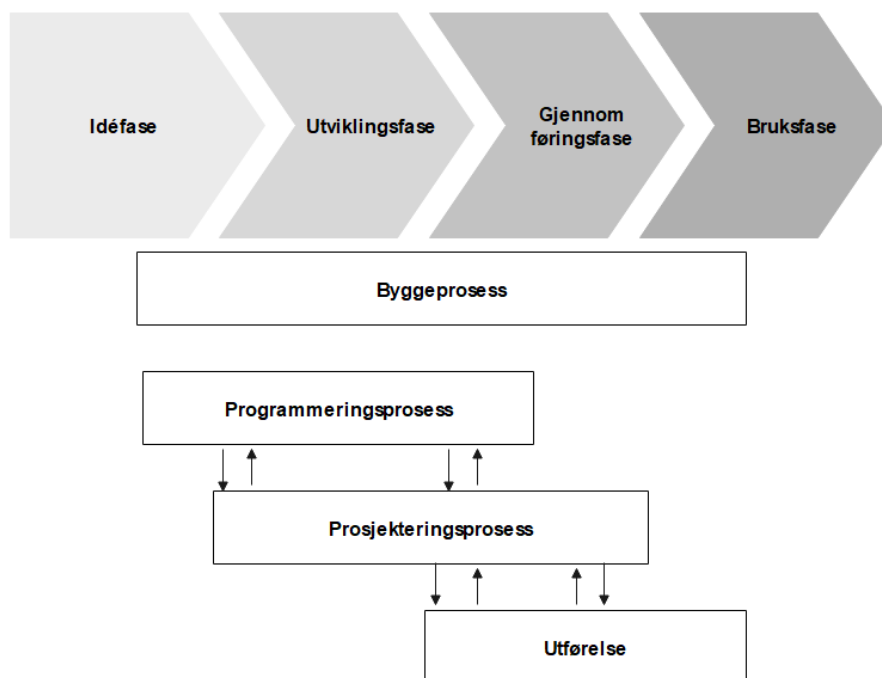 Idéfase
Utviklingsfase
Gjennom
føringsfase
Bruksfase
Byggeprosess
Programmeringsprosess
Prosjekteringsprosess
Utførelse